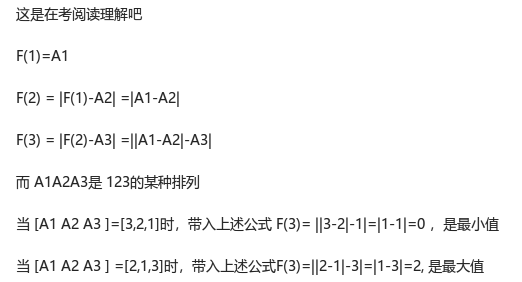 这是在考阅读理解吧
F(1)=A1
F(2) = |F(1)-A2| =|A1-A2|
F(3) = |F(2)-A3| =||A1-A2|-A3|
而 A1A2A3是 123的某种排列
当 [A1 A2 A3 ]=[3,2,1]时，带入上述公式 F(3)= ||3-2|-1|=|1-1|=0 ，是最小值
当 [A1 A2 A3 ] =[2,1,3]时，带入上述公式F(3)=||2-1|-3|=|1-3|=2, 是最大值